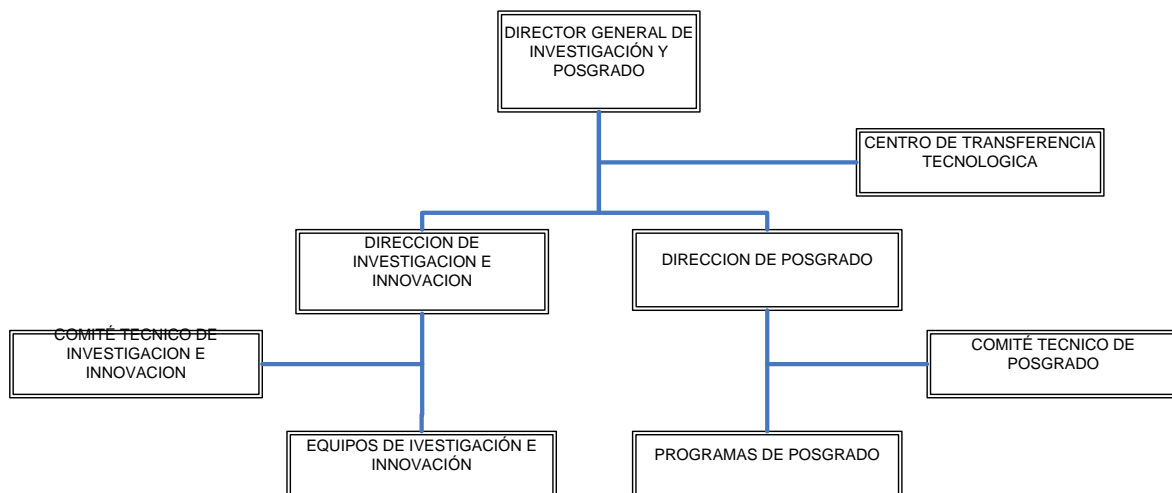 DIRECTOR GENERAL DE
INVESTIGACIÓN Y
POSGRADO
CENTRO DE TRANSFERENCIA
TECNOLOGICA
DIRECCION DE
INVESTIGACION E
INNOVACION
DIRECCION DE POSGRADO
COMITÉ TECNICO DE
INVESTIGACION E
INNOVACION
COMITÉ TECNICO DE
POSGRADO
EQUIPOS DE IVESTIGACIÓN E
INNOVACIÓN
PROGRAMAS DE POSGRADO